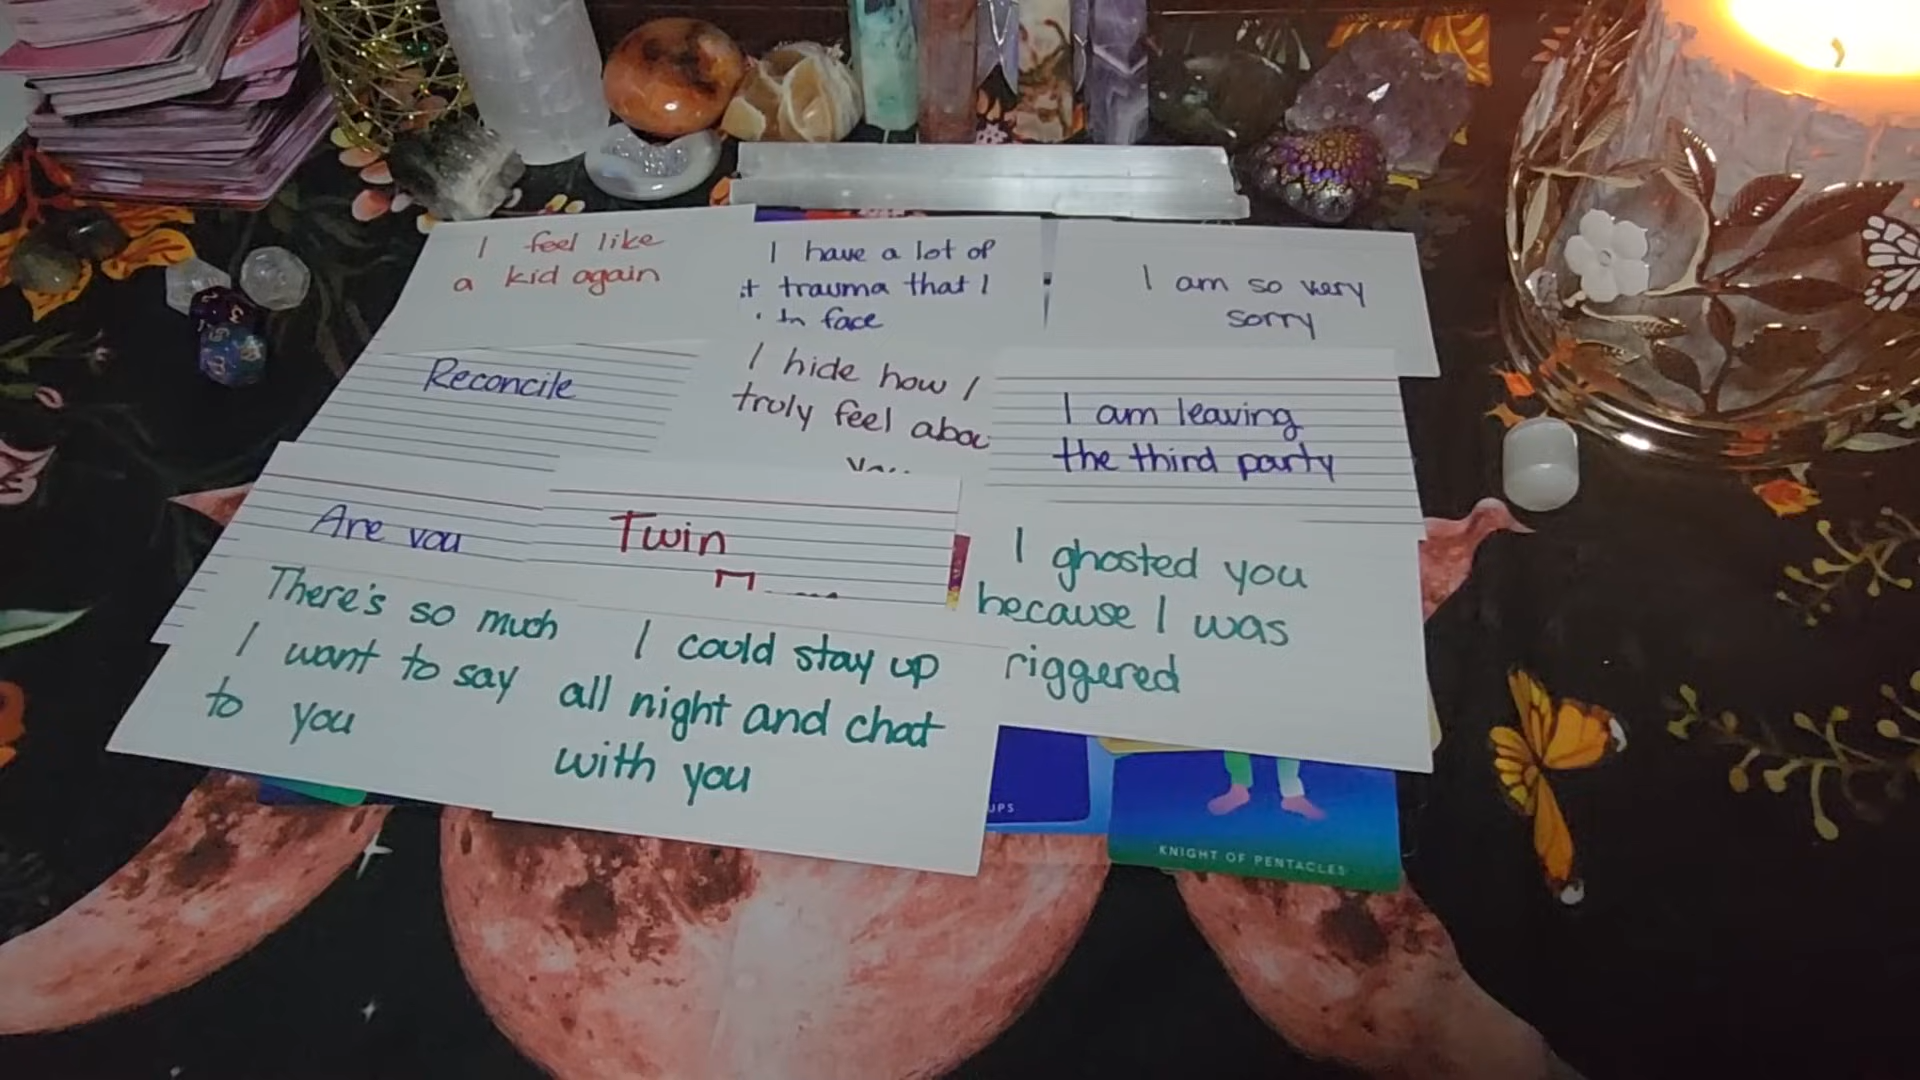 I feel like
a kid again
I have a lot of
trauma that I
face
I am so very
sorry
Reconcile
I hide how I
truly feel
I am leaving
the third party
Are you
Twin
I ghosted you
because I was
riggered
There's so much
I want to say
to you
I could stay up
all night and chat
with you
UPS
KNIGHT OF PENTACLES